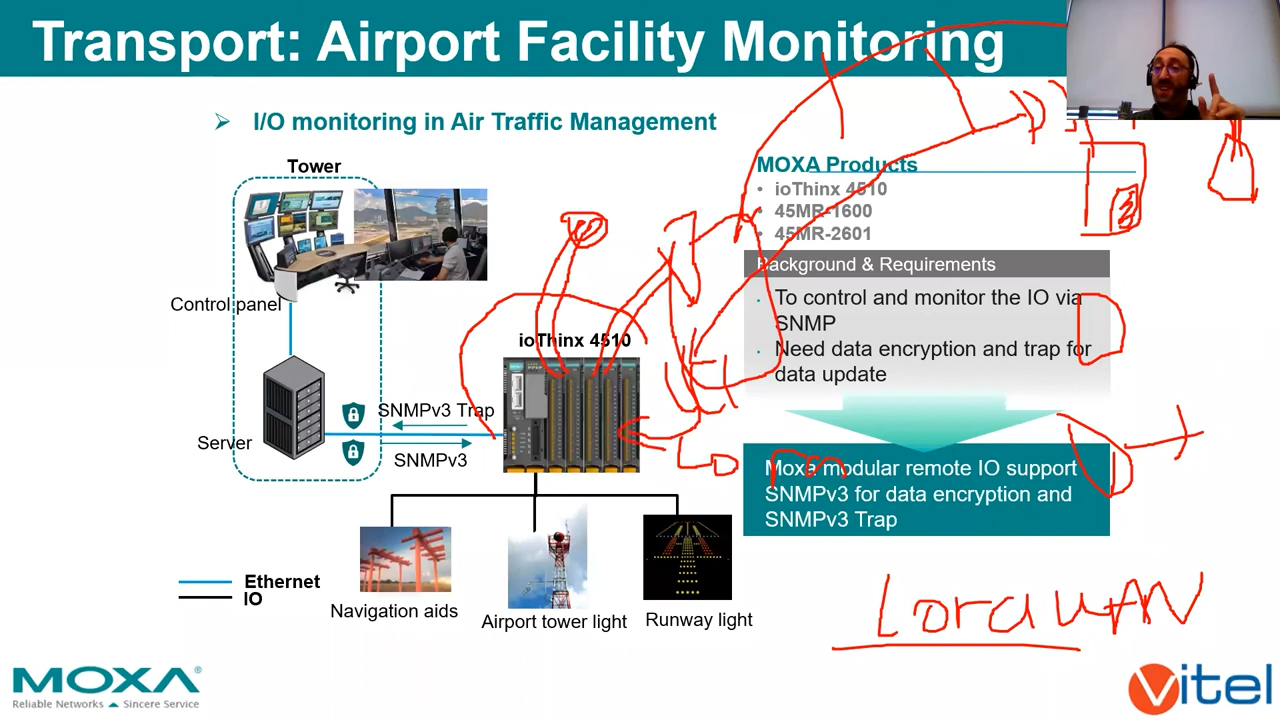 Transport: Airport Facility Monitoring
I/O monitoring in Air Traffic Management
Tower
MOXA Products
• ioThinx 4510
• 45MR-1600
• 45MR-2601
Background & Requirements
Control panel
• To control and monitor the IO via
SNMP
• Need data encryption and trap for
data update
ioThinx 4510
SNMPv3 Trap
Server
SNMPv3
Moxa modular remote IO support
SNMPv3 for data encryption and
SNMPv3 Trap
Ethernet
IO
Navigation aids
Airport tower light
Runway light
LoraWAN
MOXA®
Reliable Networks Sincere Service
Vitel